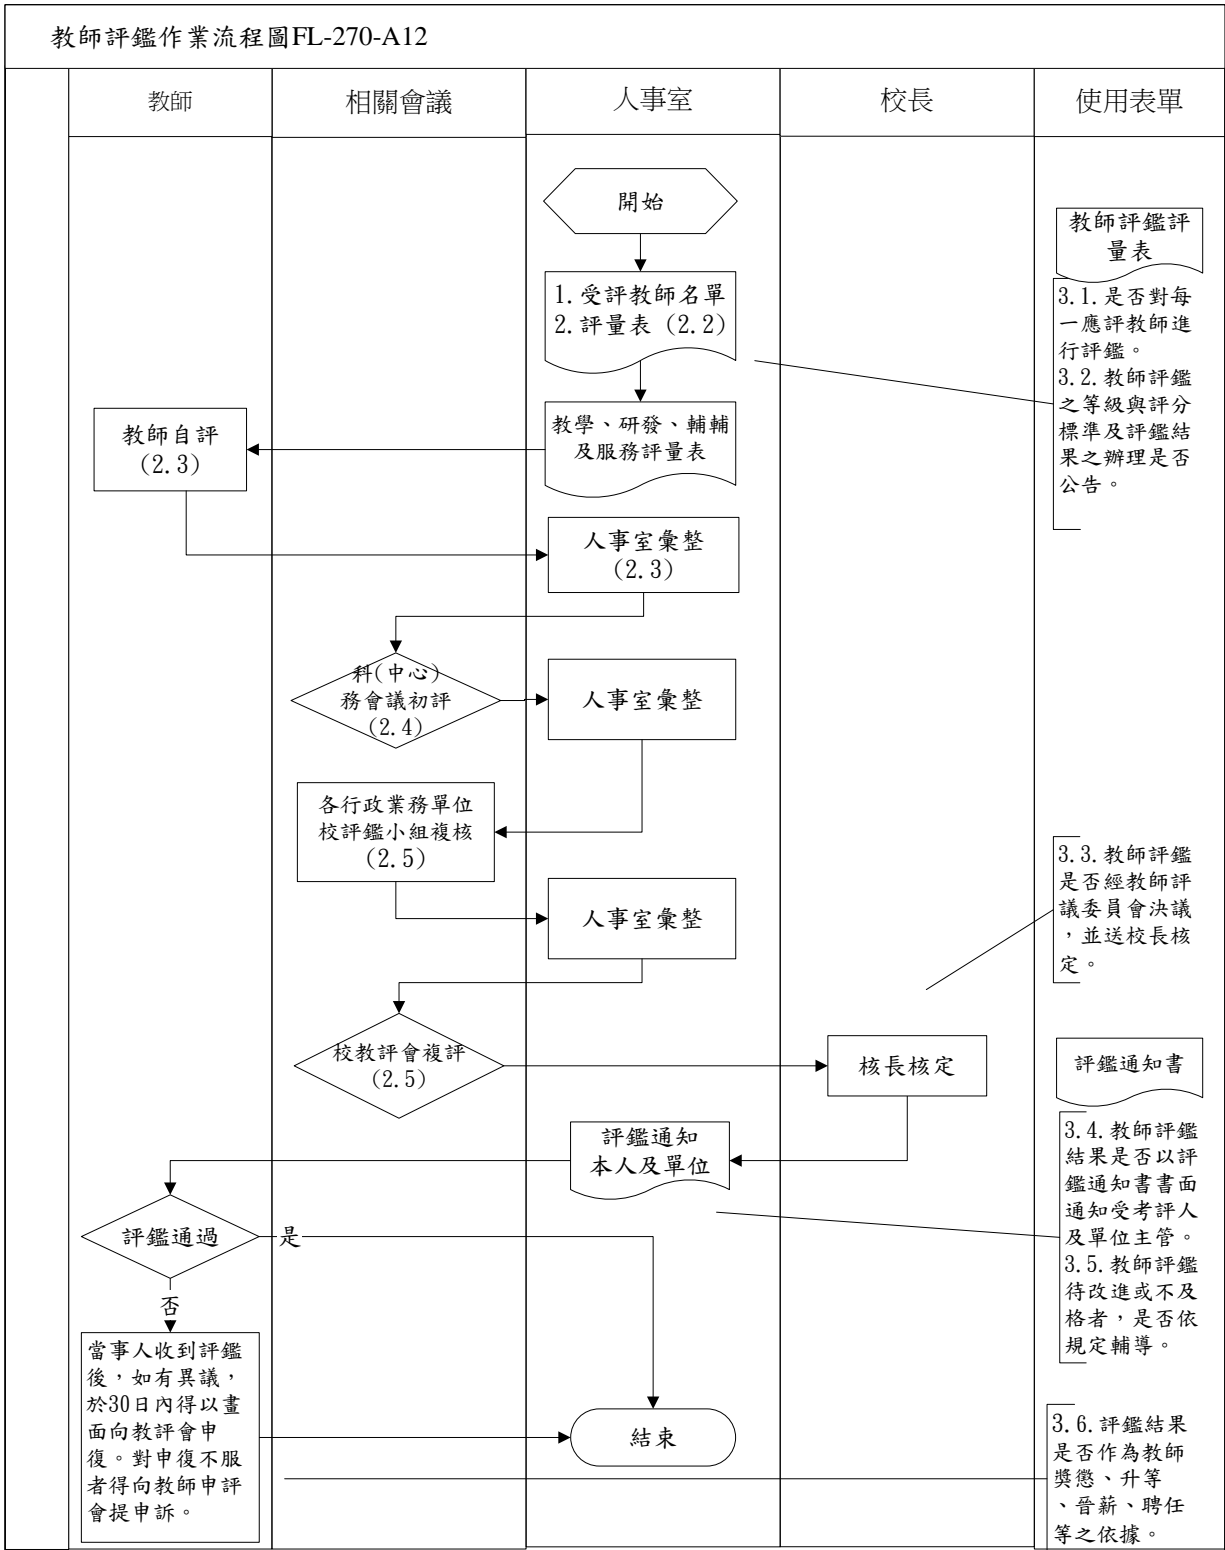 教師評鑑作業流程圖FL-270-A12
教師
相關會議
人事室
校長
使用表單
開始
教師評鑑評
量表
1.受評教師名單
2.評量表（2.2）
3.1.是否對每
一應評教師進
行評鑑。
3.2.教師評鑑
之等級與評分
標準及評鑑結
果之辦理是否
公告。
教學、研發、輔輔
及服務評量表
教師自評
(2.3)
人事室彙整
(2.3)
科(中心)
務會議初評
(2.4)
人事室彙整
各行政業務單位
校評鑑小組複核
(2.5)
人事室彙整
3.3.教師評鑑
是否經教師評
議委員會決議
，並送校長核
定。
校教評會複評
(2.5)
核長核定
評鑑通知書
評鑑通知
本人及單位
3.4.教師評鑑
結果是否以評
鑑通知書書面
通知受考評人
及單位主管。
3.5.教師評鑑
待改進或不及
格者，是否依
規定輔導。
評鑑通過
是
否
當事人收到評鑑
後，如有異議，
於30日內得以畫
面向教評會申
復。對申復不服
者得向教師申評
會提申訴。
結束
3.6.評鑑結果
是否作為教師
獎懲、升等
、晉薪、聘任
等之依據。